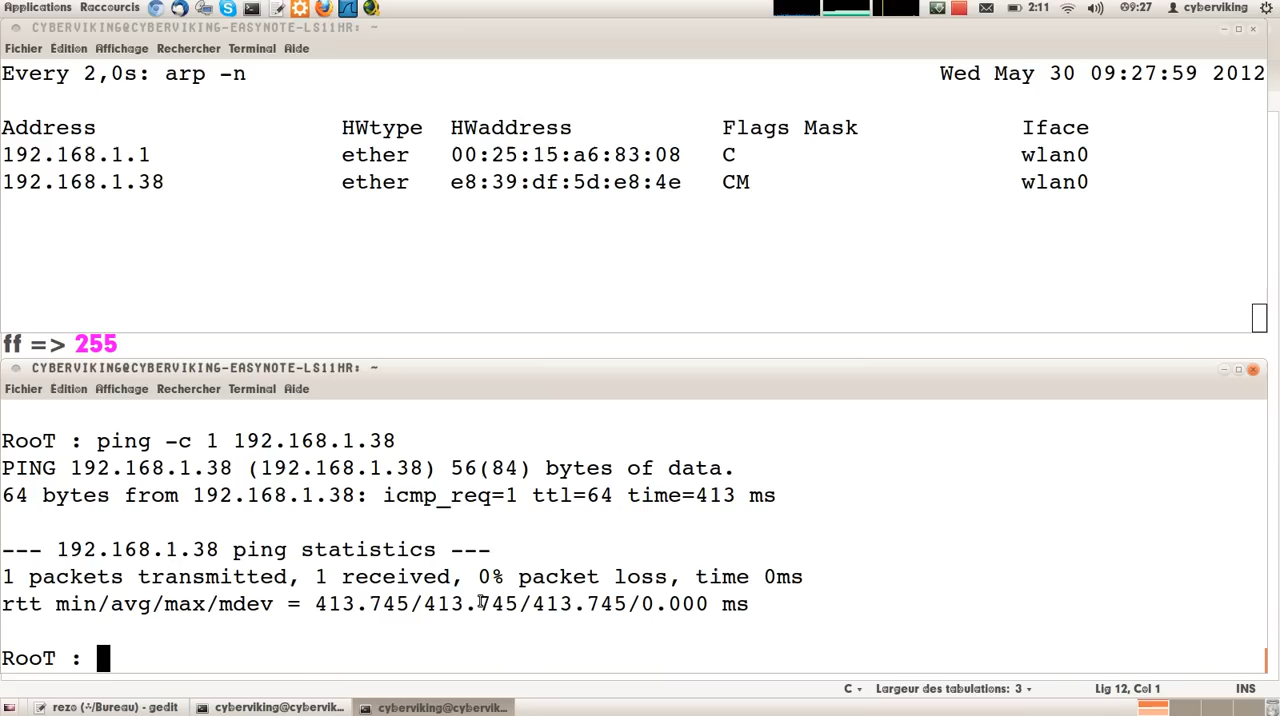 Applications Raccourcis 2:11 09:27 cyberviking
CYBERVIKING@CYBERVIKING-EASYNOTE-LS11HR: ~
Fichier Édition Affichage Rechercher Terminal Aide
Every 2,0s: arp -n Wed May 30 09:27:59 2012
Address HWtype HWaddress Flags Mask Iface
192.168.1.1 ether 00:25:15:a6:83:08 C wlan0
192.168.1.38 ether e8:39:df:5d:e8:4e CM wlan0
ff => 255
CYBERVIKING@CYBERVIKING-EASYNOTE-LS11HR: ~
Fichier Édition Affichage Rechercher Terminal Aide
RooT : ping -c 1 192.168.1.38
PING 192.168.1.38 (192.168.1.38) 56(84) bytes of data.
64 bytes from 192.168.1.38: icmp_req=1 ttl=64 time=413 ms
--- 192.168.1.38 ping statistics ---
1 packets transmitted, 1 received, 0% packet loss, time 0ms
rtt min/avg/max/mdev = 413.745/413.745/413.745/0.000 ms
RooT :
C Largeur des tabulations: 3 Lig 12, Col 1 INS
rezo (~/Bureau) - gedit cyberviking@cybervik... cyberviking@cybervik...